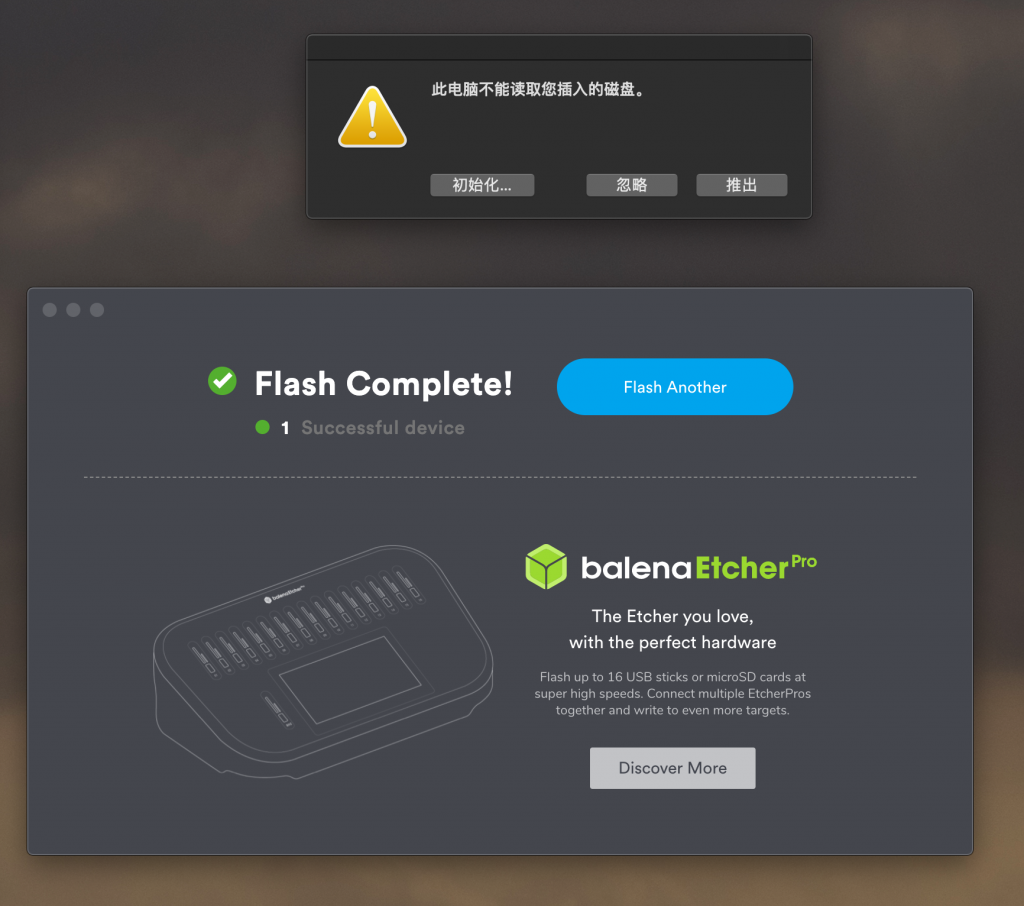 此电脑不能读取您插入的磁盘。
初始化...
忽略
推出
Flash Complete!
Flash Another
1 Successful device
balenaEtcher
balenaEtcherPro
The Etcher you love,
with the perfect hardware
Flash up to 16 USB sticks or microSD cards at
super high speeds. Connect multiple EtcherPros
together and write to even more targets.
Discover More